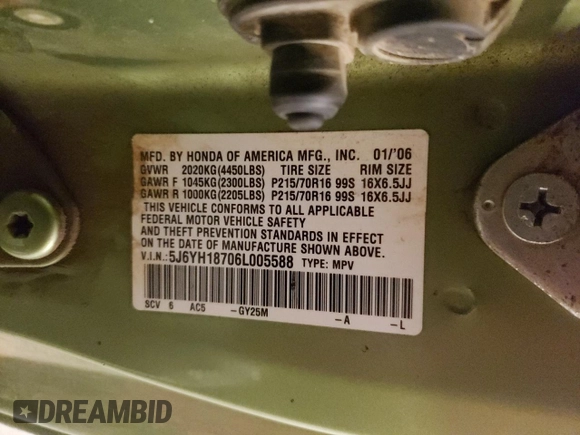 MFD. BY HONDA OF AMERICA MFG., INC. 01/'06
GVWR 2020KG(4450LBS) TIRE SIZE RIM SIZE
GAWR F 1045KG(2300LBS) P215/70R16 99S 16X6.5JJ
GAWR R 1000KG(2205LBS) P215/70R16 99S 16X6.5JJ
THIS VEHICLE CONFORMS TO ALL APPLICABLE
FEDERAL MOTOR VEHICLE SAFETY
AND THEFT PREVENTION STANDARDS IN EFFECT
ON THE DATE OF MANUFACTURE SHOWN ABOVE.
V.I.N.: 5J6YH18706L005588 TYPE: MPV
SCV 6 AC5 -GY25M -A -L
DREAMBID